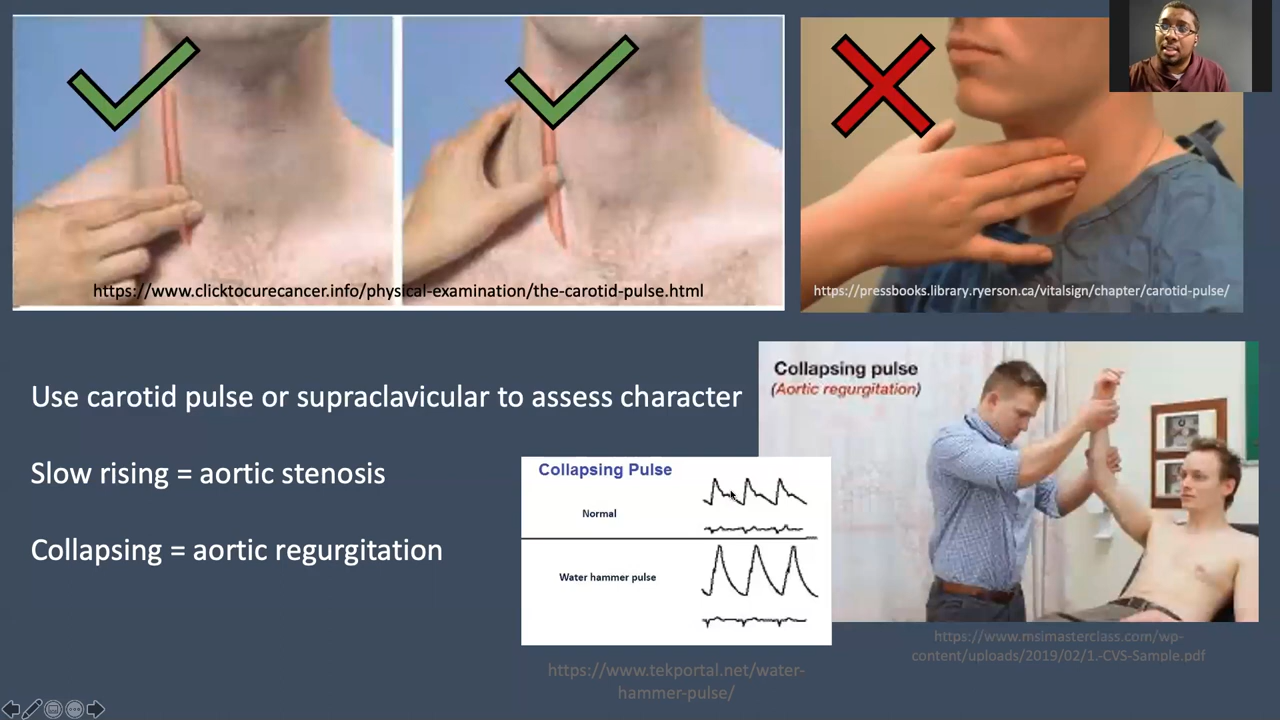 https://www.clicktocurecancer.info/physical-examination/the-carotid-pulse.html
https://pressbooks.library.ryerson.ca/vitalsign/chapter/carotid-pulse/
Use carotid pulse or supraclavicular to assess character
Slow rising = aortic stenosis
Collapsing = aortic regurgitation
Collapsing Pulse
Normal
Water hammer pulse
https://www.tekportal.net/water-
hammer-pulse/
Collapsing pulse
(Aortic regurgitation)
https://www.msimasterclass.com/wp-
content/uploads/2019/02/1.-CVS-Sample.pdf